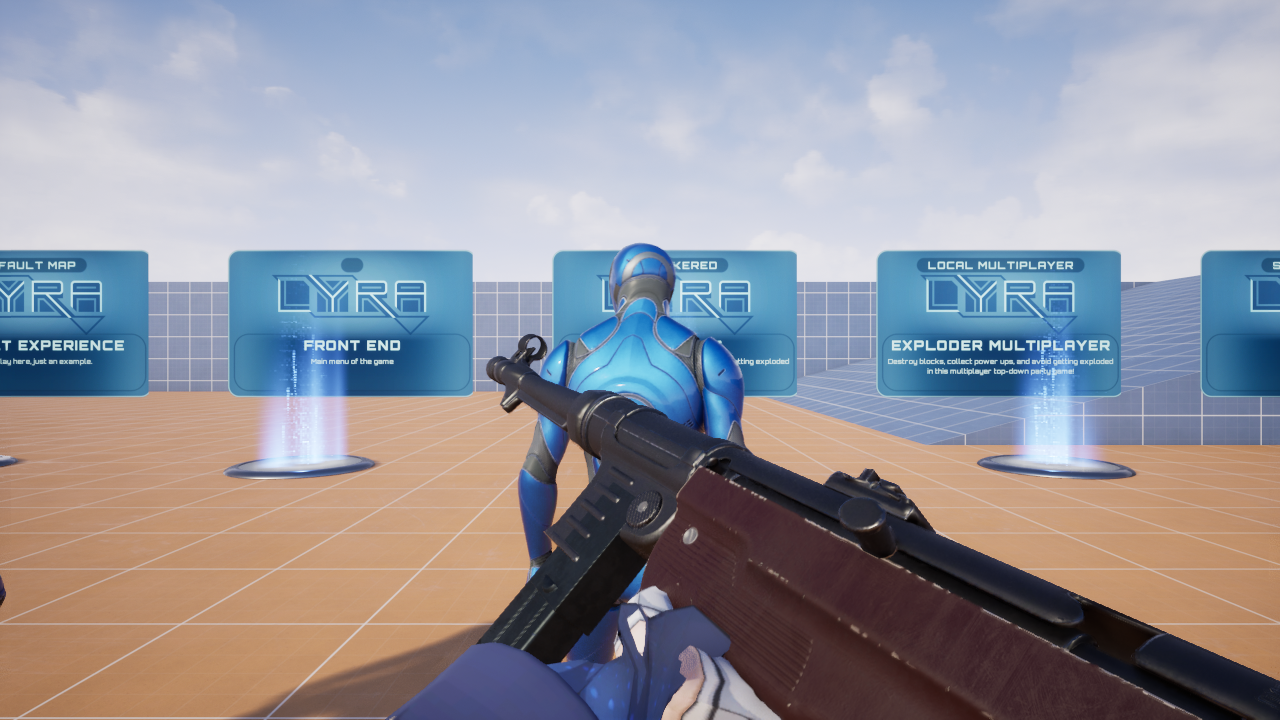 FAULT MAP
YRA
T EXPERIENCE
lay here, just an example.
LYRA
FRONT END
Main menu of the game
KERED
RA
tting exploded
LOCAL MULTIPLAYER
LYRA
EXPLODER MULTIPLAYER
Destroy blocks, collect power ups, and avoid getting exploded
in this multiplayer top-down party game!